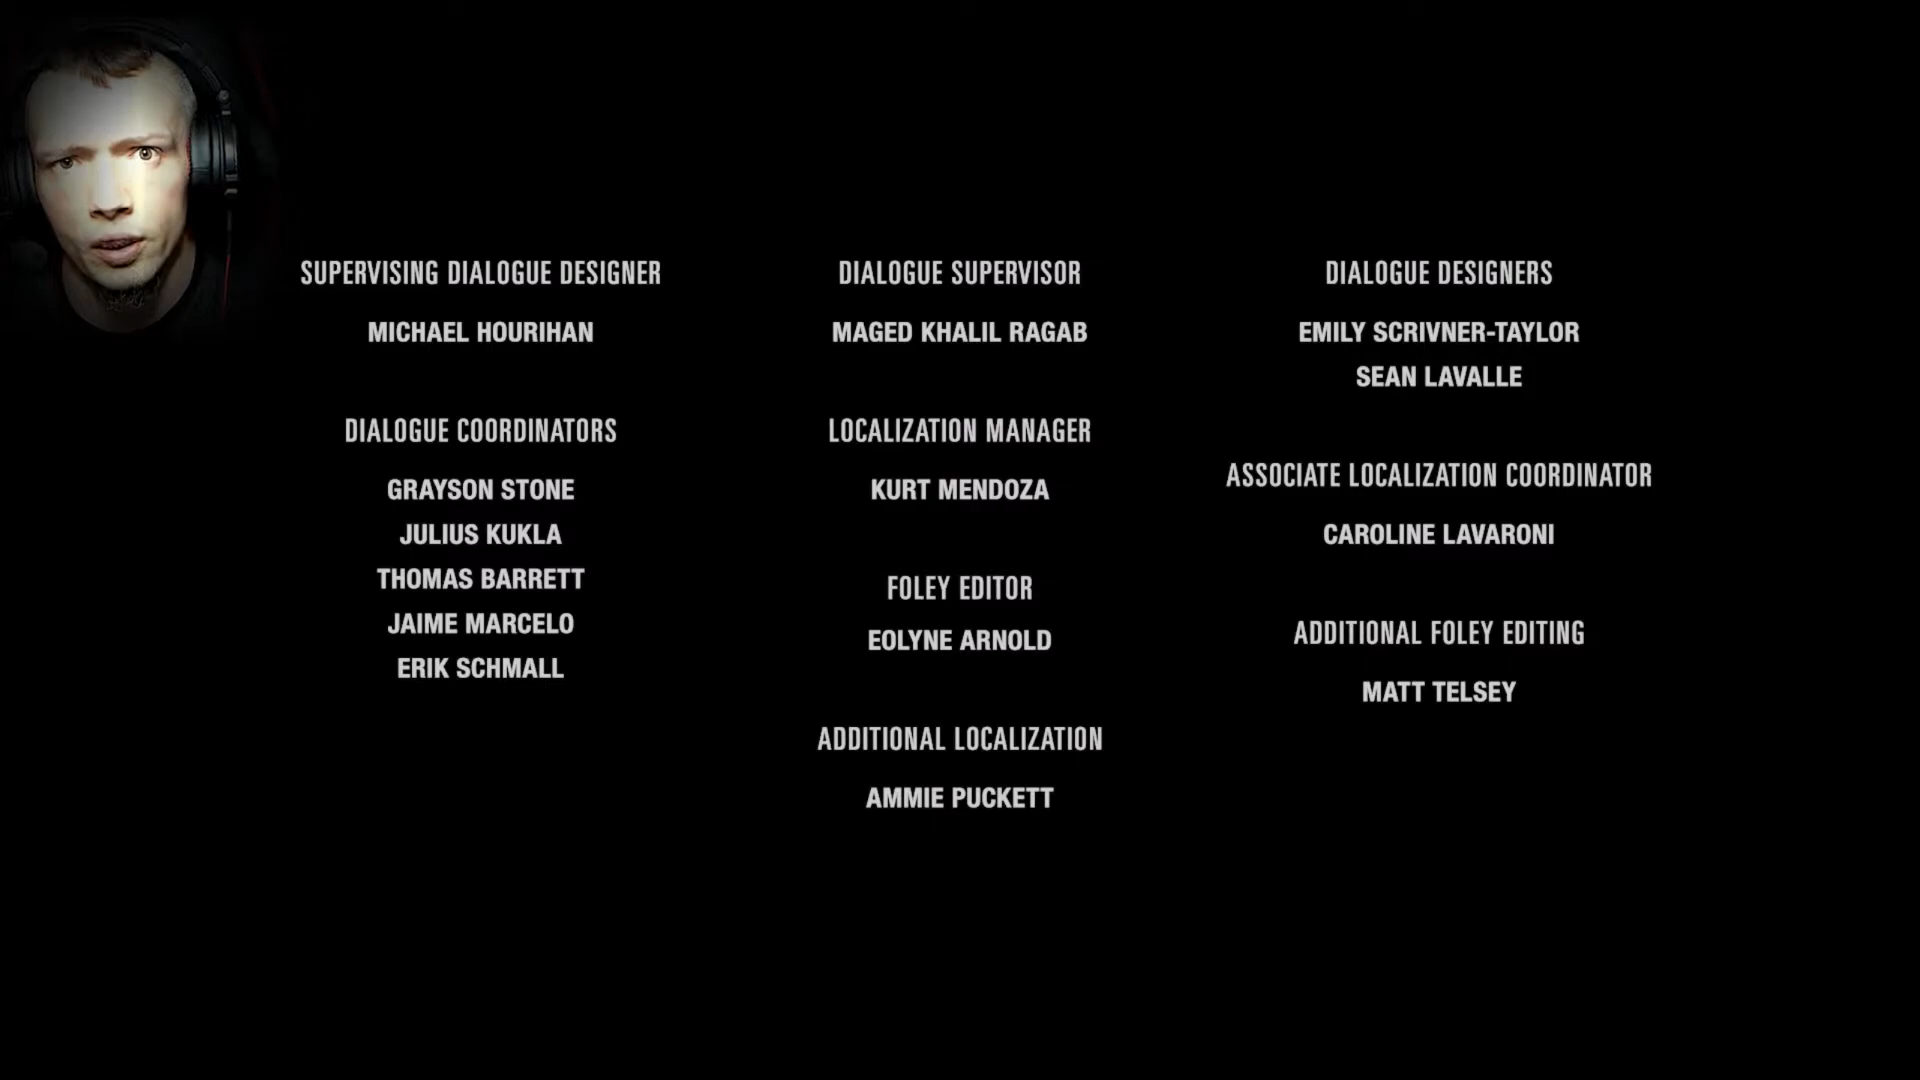 SUPERVISING DIALOGUE DESIGNER
MICHAEL HOURIHAN
DIALOGUE COORDINATORS
GRAYSON STONE
JULIUS KUKLA
THOMAS BARRETT
JAIME MARCELO
ERIK SCHMALL
DIALOGUE SUPERVISOR
MAGED KHALIL RAGAB
LOCALIZATION MANAGER
KURT MENDOZA
FOLEY EDITOR
EOLYNE ARNOLD
ADDITIONAL LOCALIZATION
AMMIE PUCKETT
DIALOGUE DESIGNERS
EMILY SCRIVNER-TAYLOR
SEAN LAVALLE
ASSOCIATE LOCALIZATION COORDINATOR
CAROLINE LAVARONI
ADDITIONAL FOLEY EDITING
MATT TELSEY